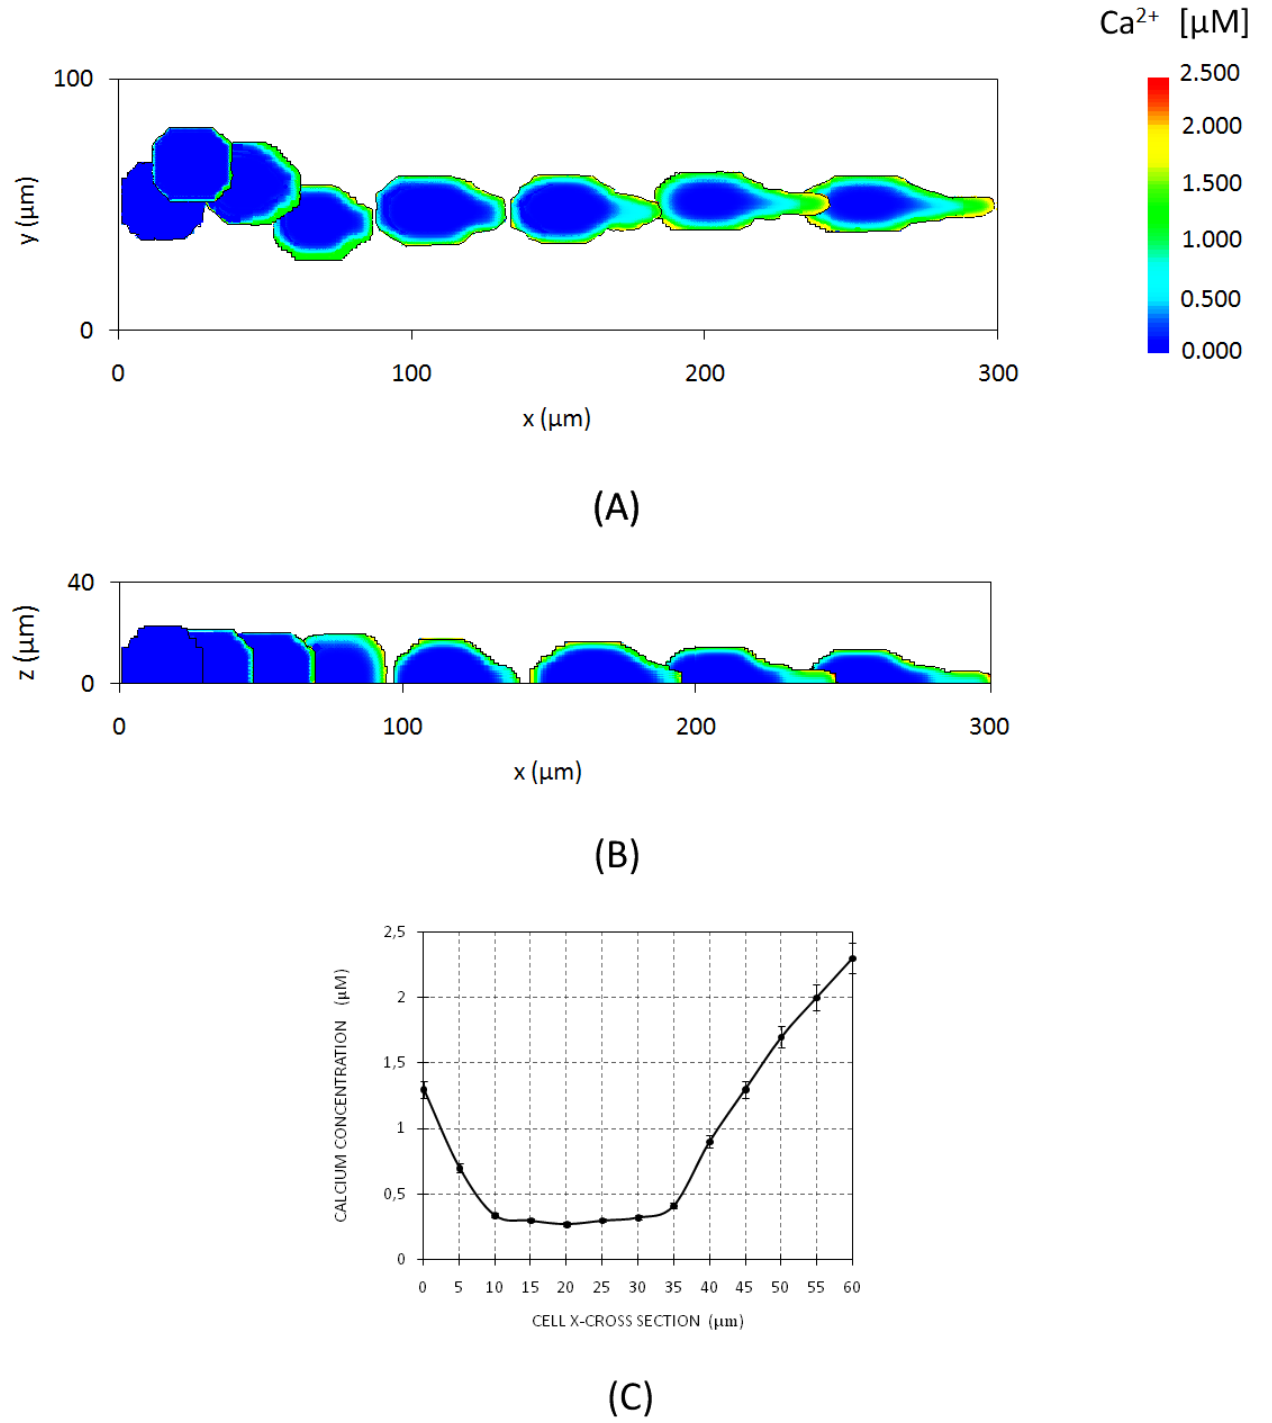 Ca²⁺ [µM]
2.500
2.000
1.500
1.000
0.500
0.000
100
0
y (µm)
0 100 200 300
x (µm)
(A)
40
0
z (µm)
0 100 200 300
x (µm)
(B)
2,5
2
1,5
1
0,5
0
CALCIUM CONCENTRATION (µM)
0 5 10 15 20 25 30 35 40 45 50 55 60
CELL X-CROSS SECTION (µm)
(C)